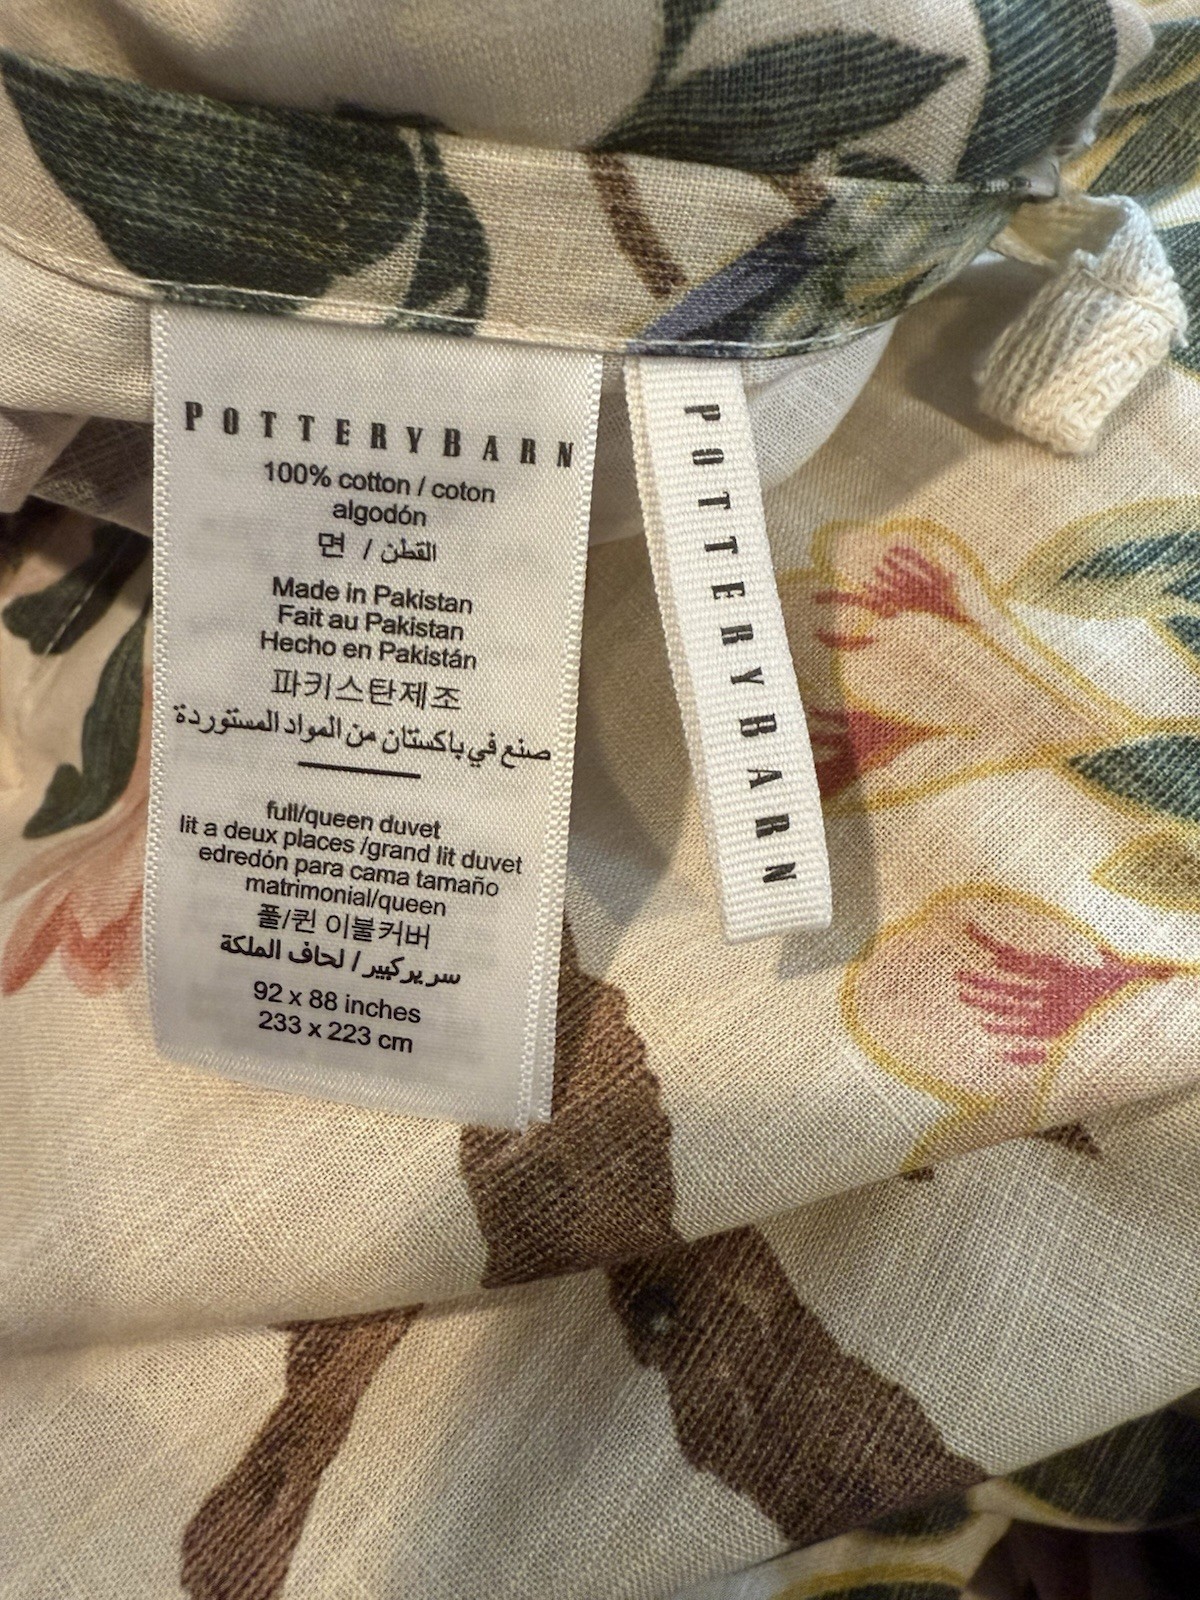 POTTERYBARN
100% cotton / coton
algodón
면 / القطن
Made in Pakistan
Fait au Pakistan
Hecho en Pakistán
파키스탄제조
صنع في باكستان من المواد المستوردة
full/queen duvet
lit a deux places /grand lit duvet
edredón para cama tamaño
matrimonial/queen
풀/퀸 이불커버
سرير كبير / لحاف الملكة
92 x 88 inches
233 x 223 cm
POTTERYBARN